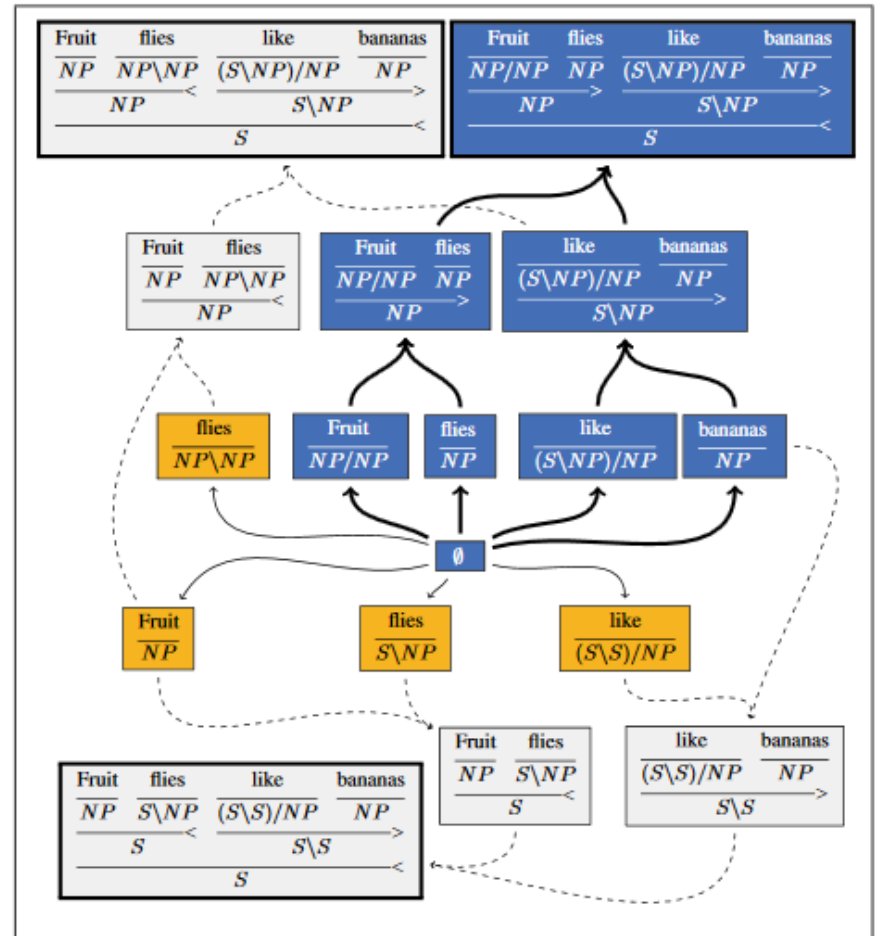 Fruit flies like bananas
NP NP\NP (S\NP)/NP NP
< >
NP S\NP
<
S
Fruit flies like bananas
NP/NP NP (S\NP)/NP NP
> >
NP S\NP
<
S
Fruit flies
NP NP\NP
<
NP
Fruit flies
NP/NP NP
>
NP
like bananas
(S\NP)/NP NP
>
S\NP
flies
NP\NP
Fruit
NP/NP
flies
NP
like
(S\NP)/NP
bananas
NP
∅
Fruit
NP
flies
S\NP
like
(S\S)/NP
Fruit flies
NP S\NP
<
S
like bananas
(S\S)/NP NP
>
S\S
Fruit flies like bananas
NP S\NP (S\S)/NP NP
< >
S S\S
<
S